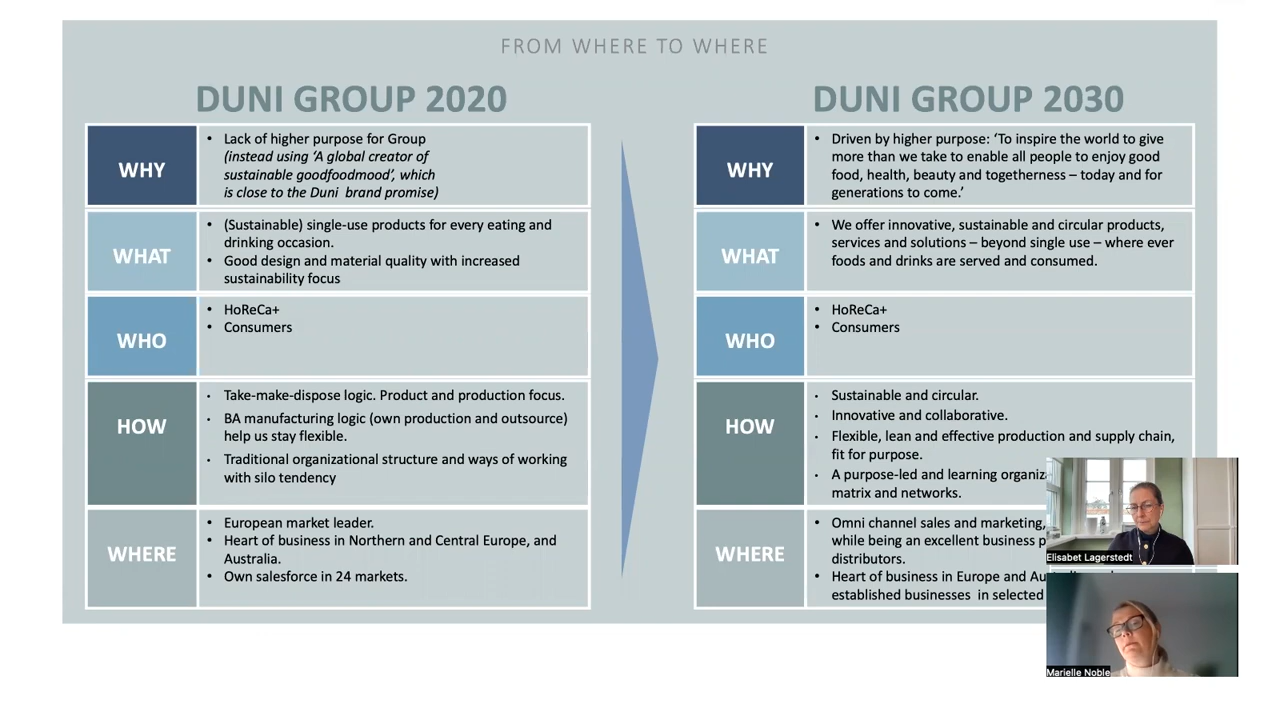 FROM WHERE TO WHERE
DUNI GROUP 2020
WHY
• Lack of higher purpose for Group
(instead using ‘A global creator of
sustainable goodfoodmood’, which
is close to the Duni brand promise)
WHAT
• (Sustainable) single-use products for every eating and
drinking occasion.
• Good design and material quality with increased
sustainability focus
WHO
• HoReCa+
• Consumers
HOW
• Take-make-dispose logic. Product and production focus.
• BA manufacturing logic (own production and outsource)
help us stay flexible.
• Traditional organizational structure and ways of working
with silo tendency
WHERE
• European market leader.
• Heart of business in Northern and Central Europe, and
Australia.
• Own salesforce in 24 markets.
DUNI GROUP 2030
WHY
• Driven by higher purpose: ‘To inspire the world to give
more than we take to enable all people to enjoy good
food, health, beauty and togetherness – today and for
generations to come.’
WHAT
• We offer innovative, sustainable and circular products,
services and solutions – beyond single use – where ever
foods and drinks are served and consumed.
WHO
• HoReCa+
• Consumers
HOW
• Sustainable and circular.
• Innovative and collaborative.
• Flexible, lean and effective production and supply chain,
fit for purpose.
• A purpose-led and learning
matrix and networks.
WHERE
• Omni channel sales and marketing,
while being an excellent business
distributors.
• Heart of business in Europe and
established businesses in selected
Elisabet Lagerstedt
Marielle Noble